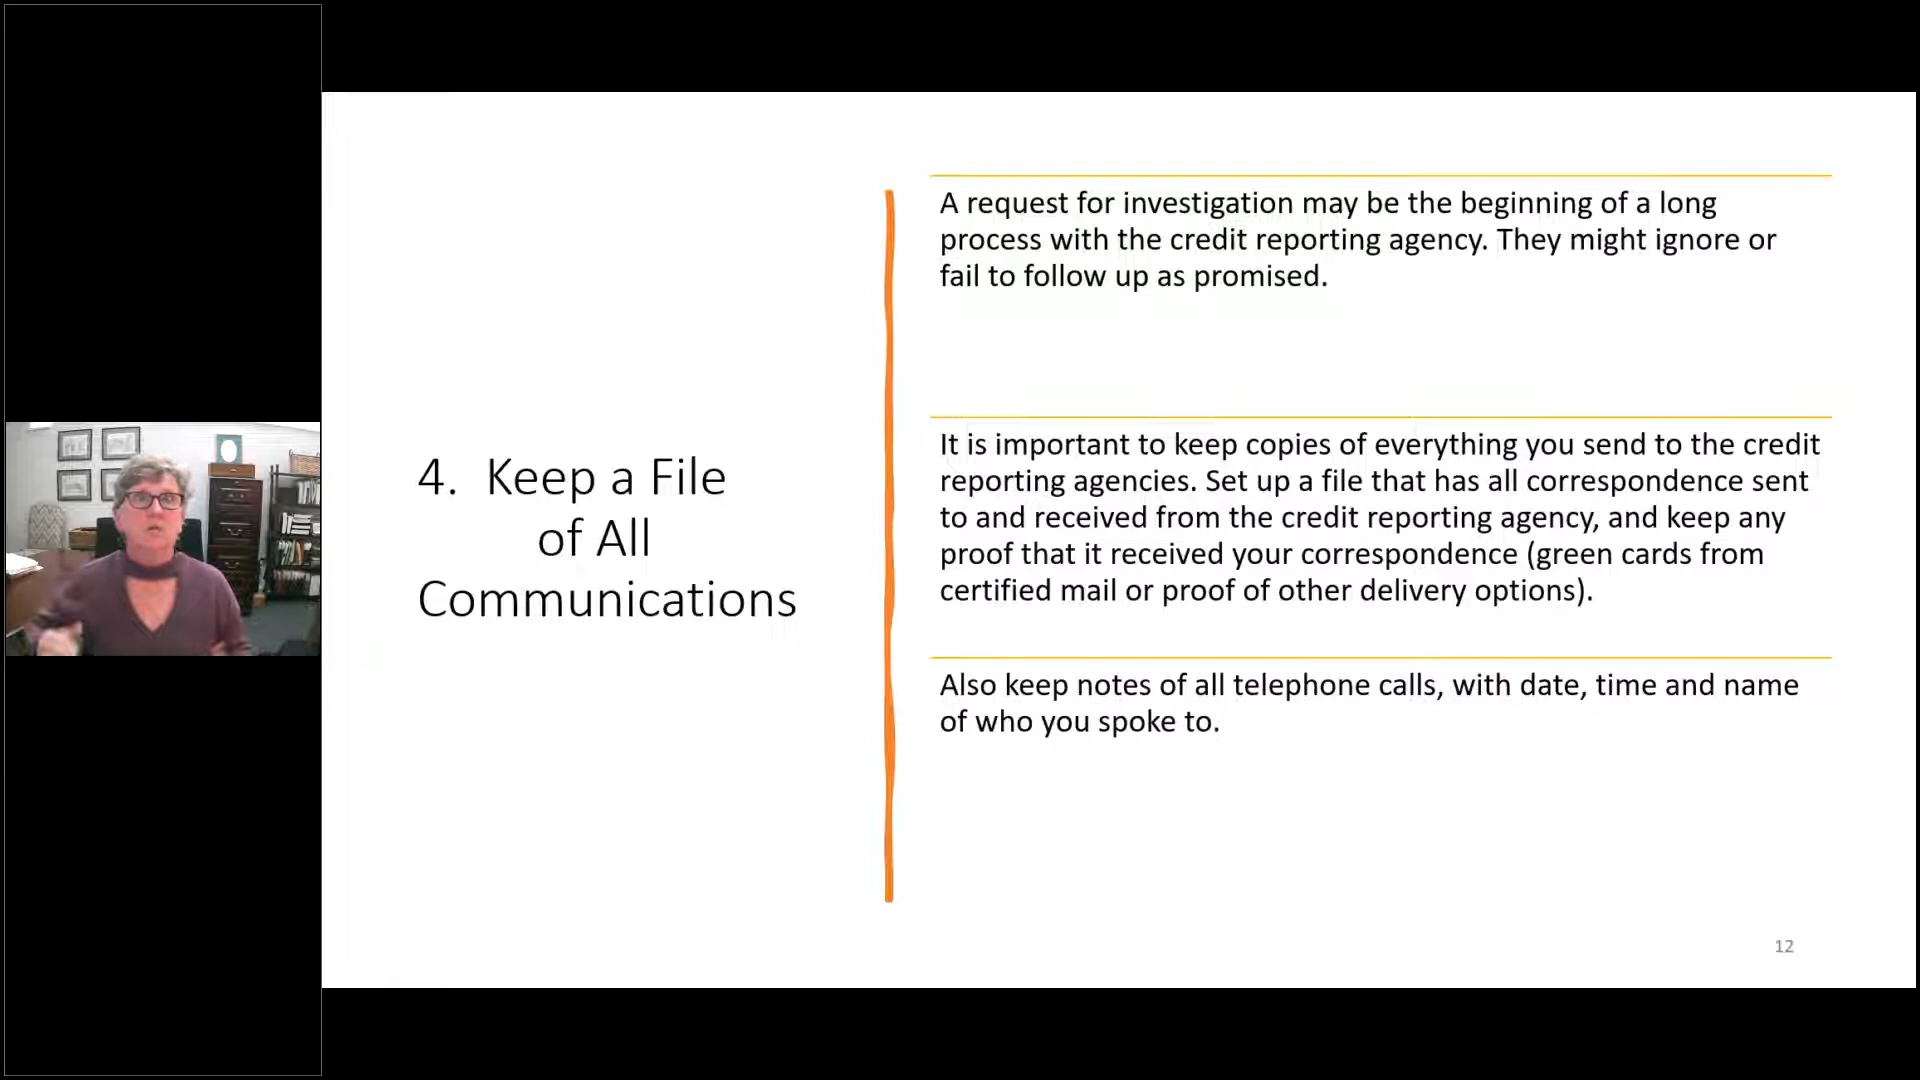 4. Keep a File
of All
Communications
A request for investigation may be the beginning of a long
process with the credit reporting agency. They might ignore or
fail to follow up as promised.
It is important to keep copies of everything you send to the credit
reporting agencies. Set up a file that has all correspondence sent
to and received from the credit reporting agency, and keep any
proof that it received your correspondence (green cards from
certified mail or proof of other delivery options).
Also keep notes of all telephone calls, with date, time and name
of who you spoke to.
12